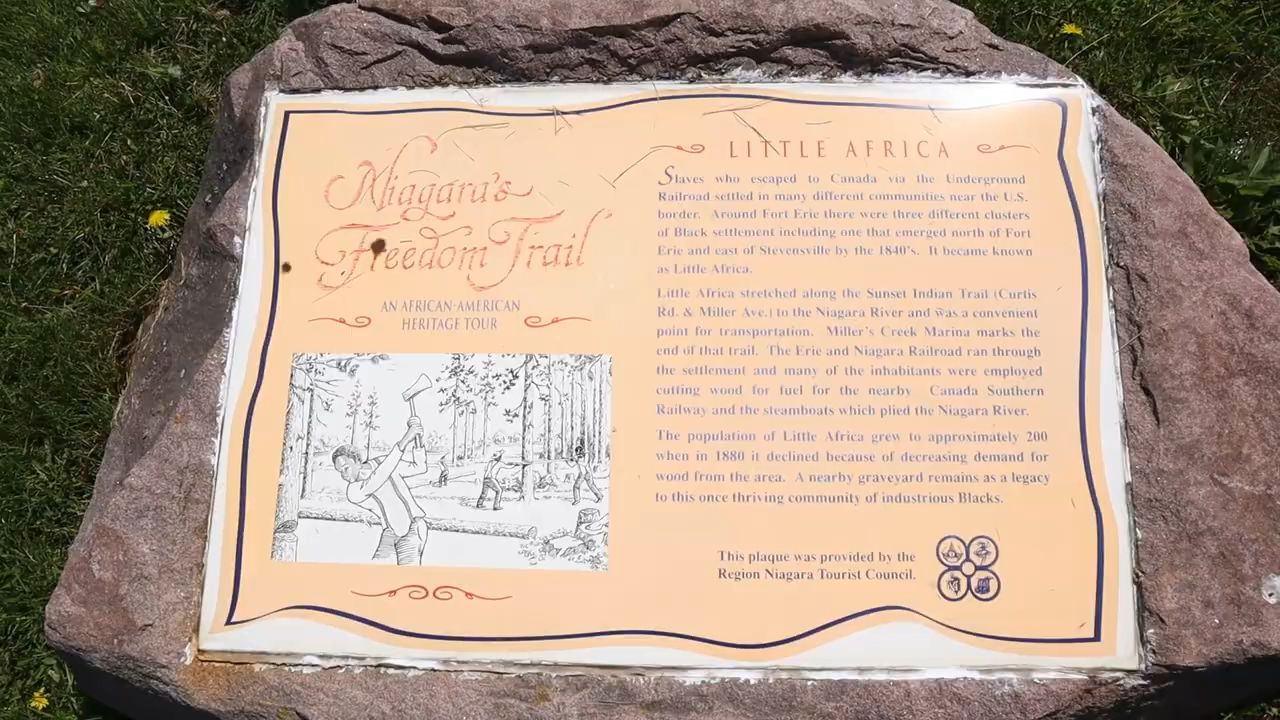 Niagara's
Freedom Trail
AN AFRICAN-AMERICAN
HERITAGE TOUR
LITTLE AFRICA
Slaves who escaped to Canada via the Underground
Railroad settled in many different communities near the U.S.
border. Around Fort Erie there were three different clusters
of Black settlement including one that emerged north of Fort
Erie and east of Stevensville by the 1840's. It became known
as Little Africa.
Little Africa stretched along the Sunset Indian Trail (Curtis
Rd. & Miller Ave.) to the Niagara River and was a convenient
point for transportation. Miller's Creek Marina marks the
end of that trail. The Erie and Niagara Railroad ran through
the settlement and many of the inhabitants were employed
cutting wood for fuel for the nearby Canada Southern
Railway and the steamboats which plied the Niagara River.
The population of Little Africa grew to approximately 200
when in 1880 it declined because of decreasing demand for
wood from the area. A nearby graveyard remains as a legacy
to this once thriving community of industrious Blacks.
This plaque was provided by the
Region Niagara Tourist Council.